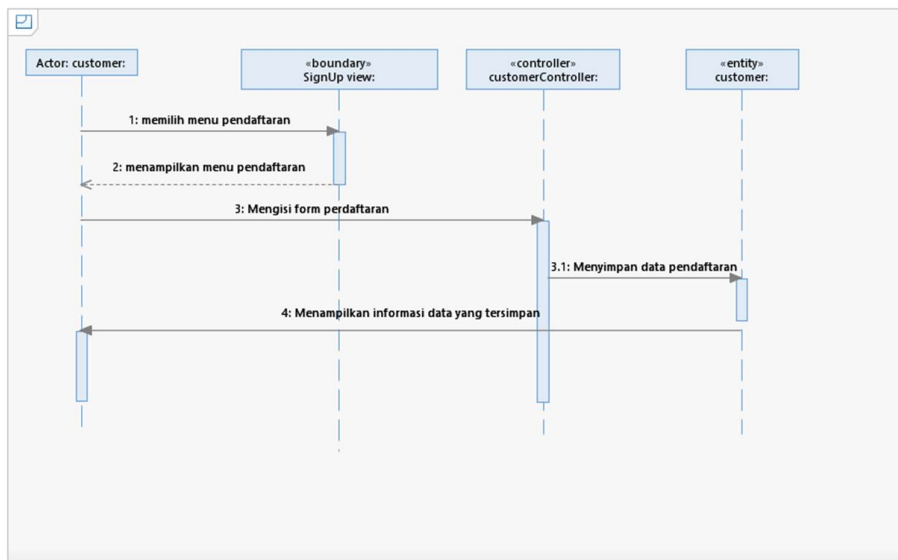 Actor: customer:
«boundary»
SignUp view:
«controller»
customerController:
«entity»
customer:
1: memilih menu pendaftaran
2: menampilkan menu pendaftaran
3: Mengisi form perdaftaran
3.1: Menyimpan data pendaftaran
4: Menampilkan informasi data yang tersimpan